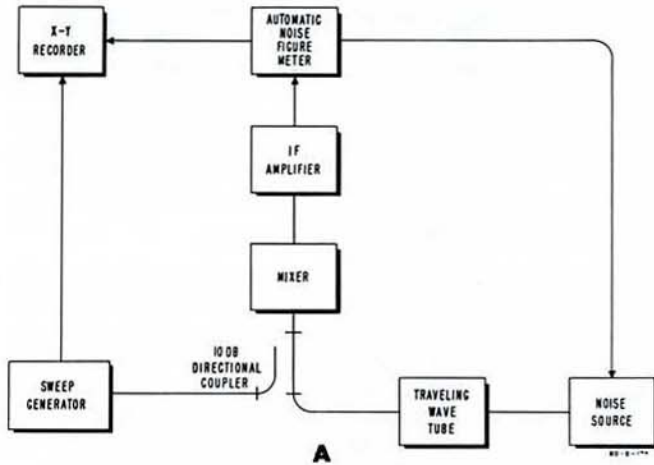 X-Y
RECORDER
AUTOMATIC
NOISE
FIGURE
METER
IF
AMPLIFIER
MIXER
10 DB
DIRECTIONAL
COUPLER
SWEEP
GENERATOR
TRAVELING
WAVE
TUBE
NOISE
SOURCE
A